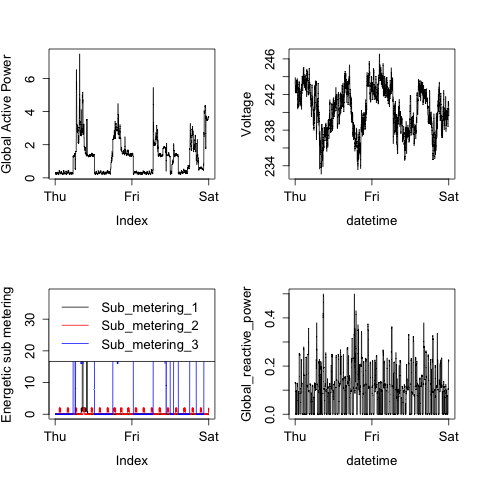 Global Active Power
0 2 4 6
Thu Fri Sat
Index
Voltage
234 238 242 246
Thu Fri Sat
datetime
Energetic sub metering
0 10 20 30
Sub_metering_1
Sub_metering_2
Sub_metering_3
Thu Fri Sat
Index
Global_reactive_power
0.0 0.2 0.4
Thu Fri Sat
datetime